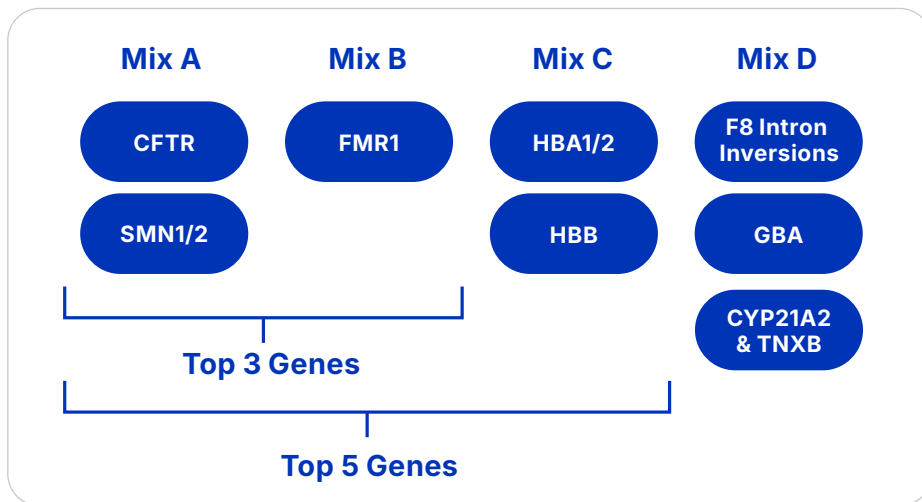 Mix A
Mix B
Mix C
Mix D
CFTR
FMR1
HBA1/2
F8 Intron
Inversions
SMN1/2
HBB
GBA
CYP21A2
& TNXB
Top 3 Genes
Top 5 Genes